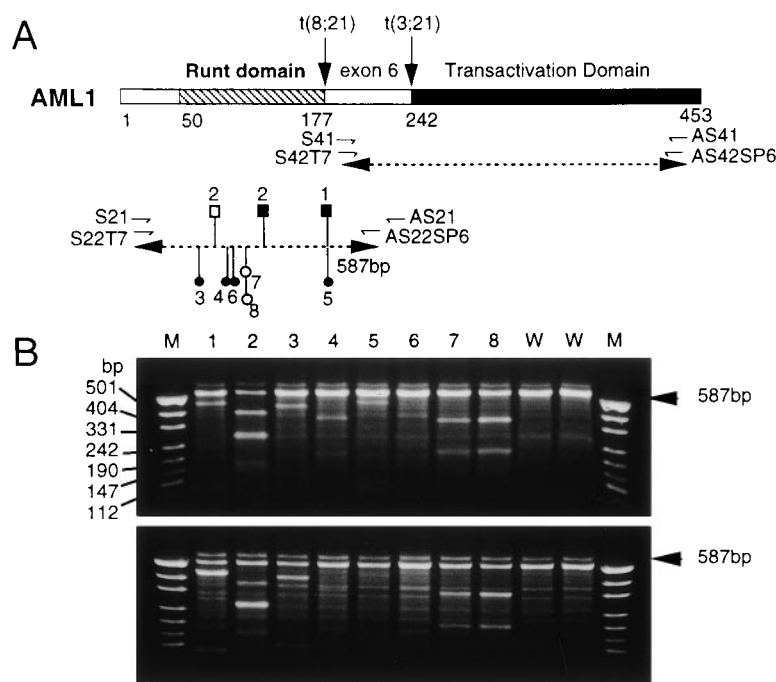 A
t(8;21) t(3;21)
Runt domain exon 6 Transactivation Domain
AML1
1 50 177 242 453
S41 AS41
S42T7 AS42SP6
2 2 1
S21 AS21
S22T7 AS22SP6
587bp
3 4 6 7 5
8
B
M 1 2 3 4 5 6 7 8 W W M
bp
501
404
331
242
190
147
112
587bp
587bp